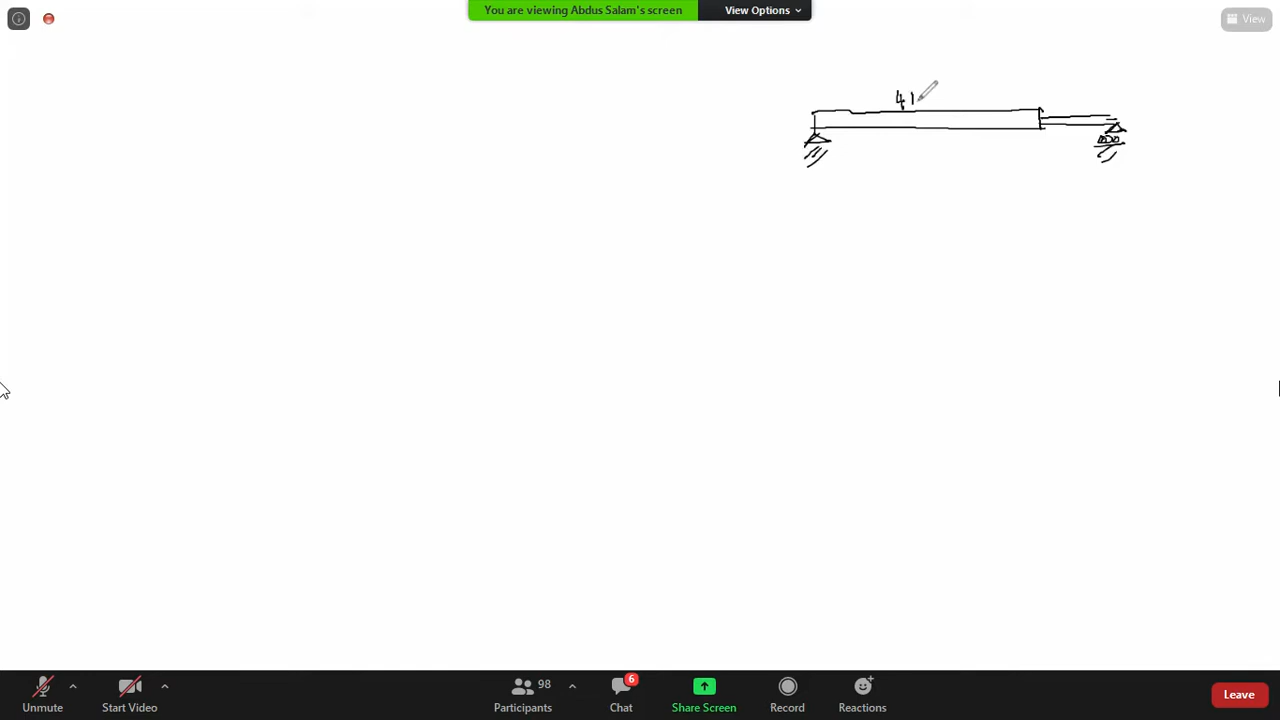 You are viewing Abdus Salam's screen
View Options
View
41
Unmute
Start Video
98
Participants
6
Chat
Share Screen
Record
Reactions
Leave